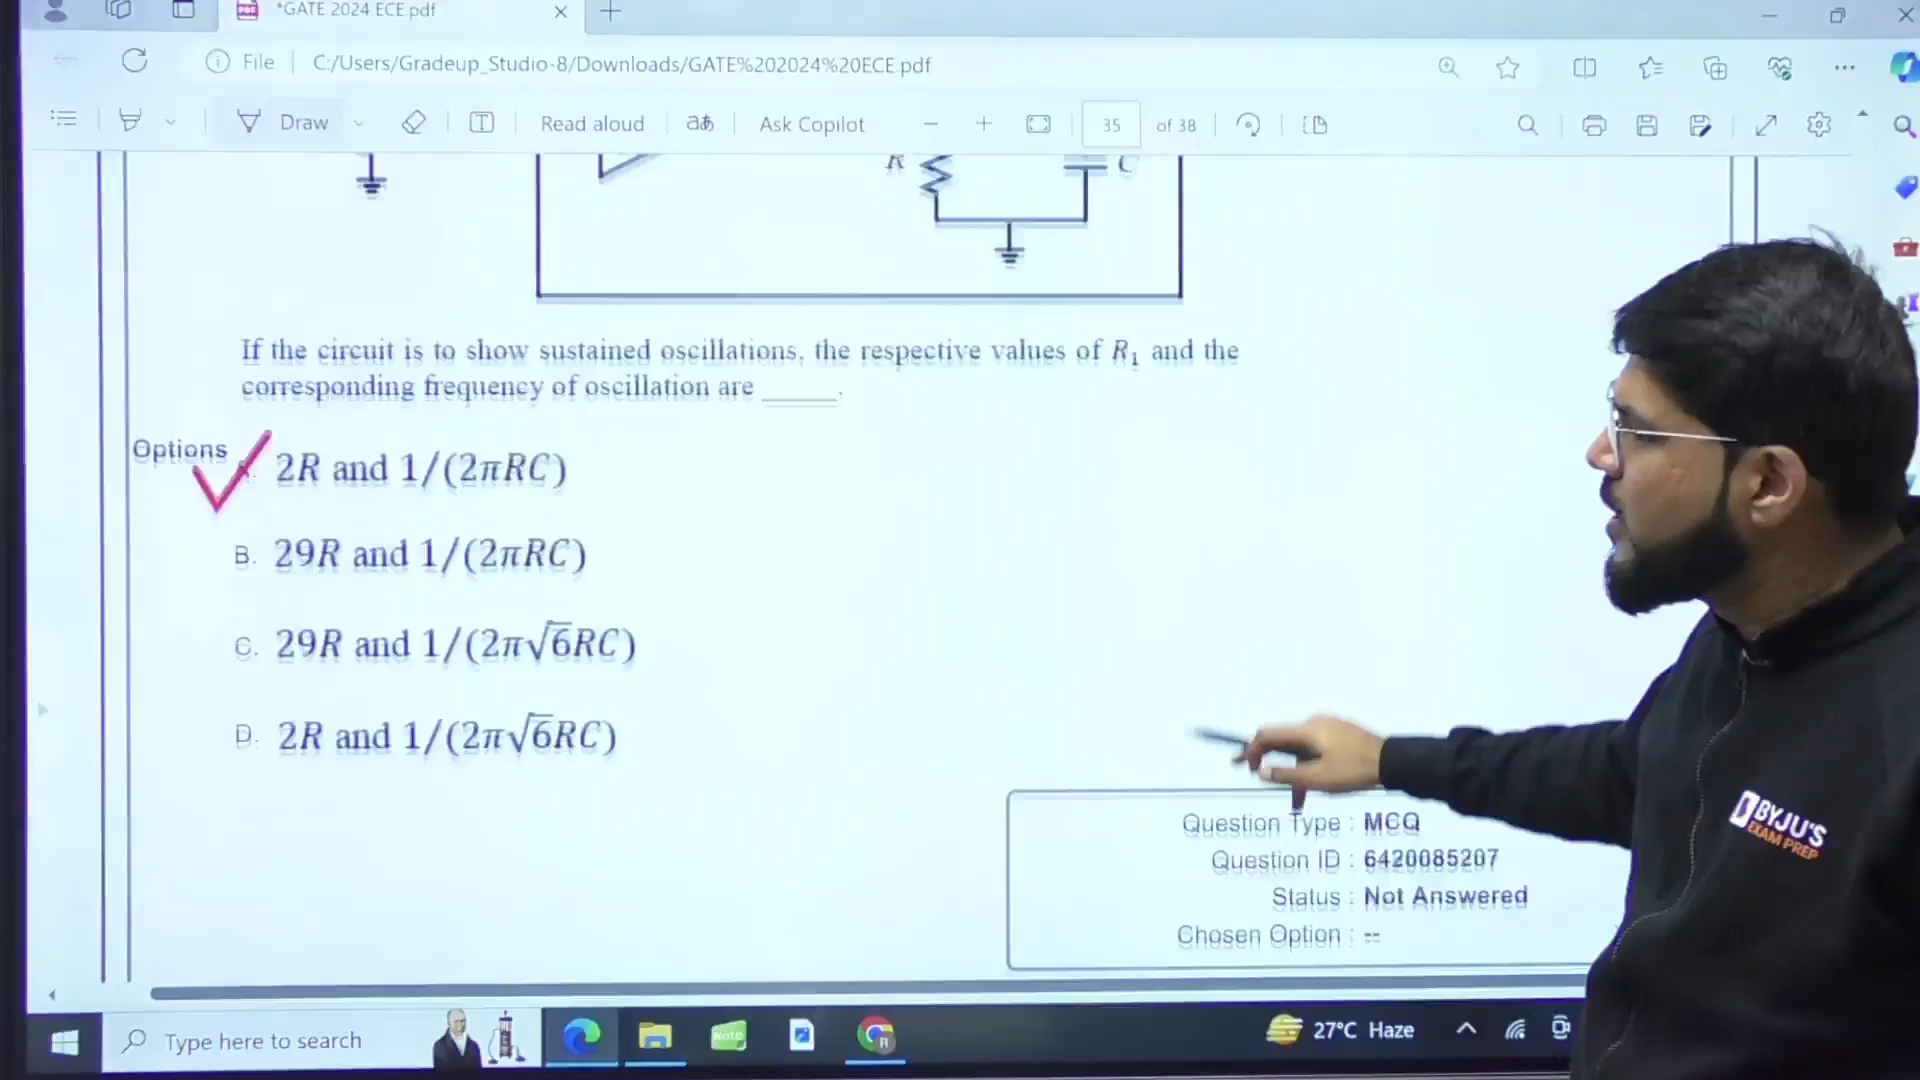 *GATE 2024 ECE.pdf
File C:/Users/Gradeup_Studio-8/Downloads/GATE%202024%20ECE.pdf
Draw T Read aloud aあ Ask Copilot 35 of 38
R C
If the circuit is to show sustained oscillations, the respective values of R₁ and the
corresponding frequency of oscillation are ______.
Options
2R and 1/(2πRC)
B. 29R and 1/(2πRC)
C. 29R and 1/(2π√6RC)
D. 2R and 1/(2π√6RC)
Question Type : MCQ
Question ID : 6420085207
Status : Not Answered
Chosen Option : --
BYJU'S
EXAM PREP
Type here to search
Note
R
27°C Haze